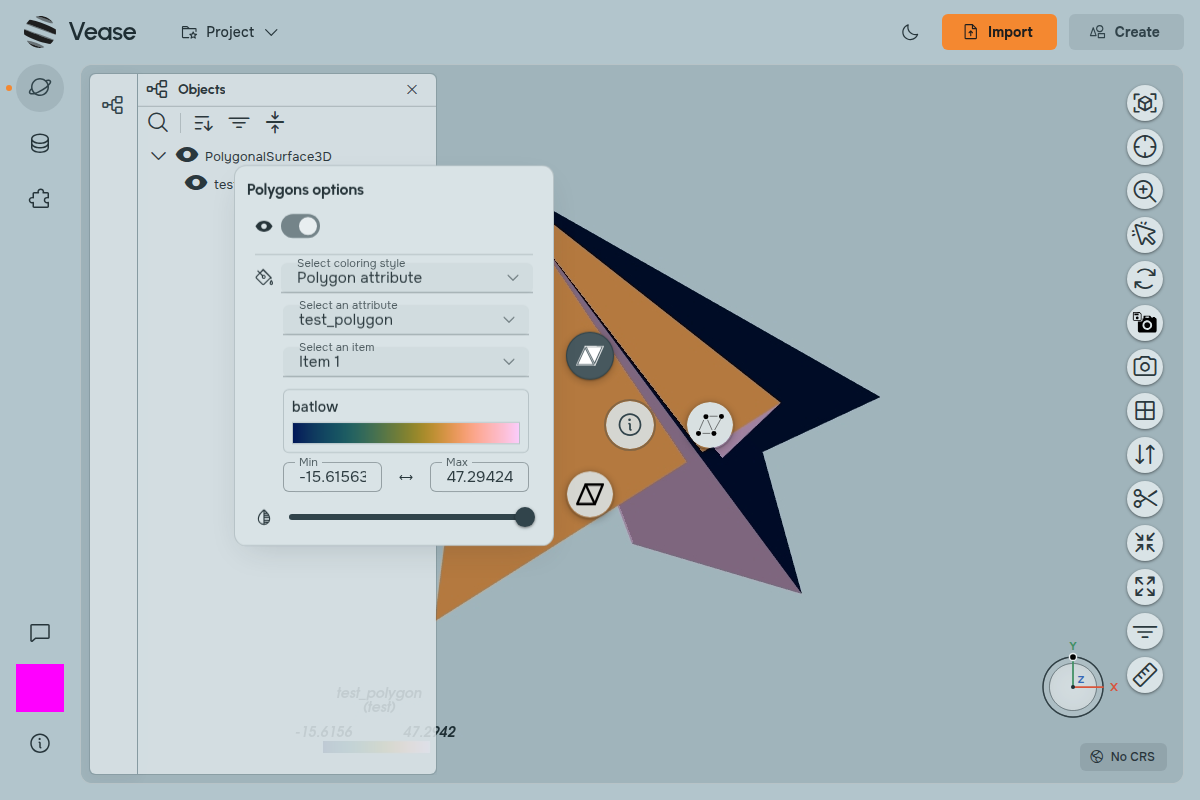 Vease
Project
Import
Create
Objects
PolygonalSurface3D
tes
Polygons options
Select coloring style
Polygon attribute
Select an attribute
test_polygon
Select an item
Item 1
batlow
Min
-15.61563
Max
47.29424
test_polygon
(test)
-15.6156
47.2942
Y
Z
X
No CRS